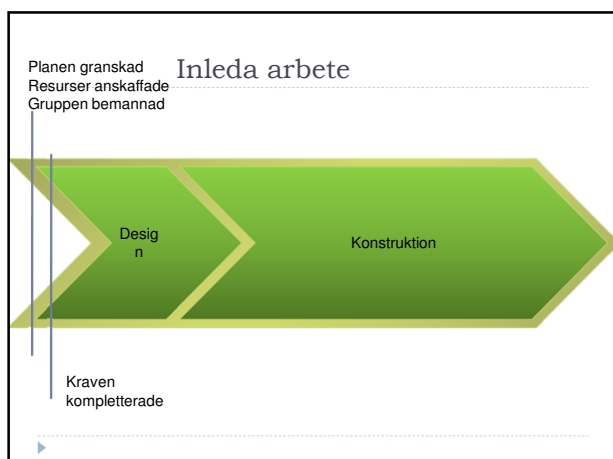 Inleda arbete
Planen granskad
Resurser anskaffade
Gruppen bemannad
Desig
n
Konstruktion
Kraven
kompletterade